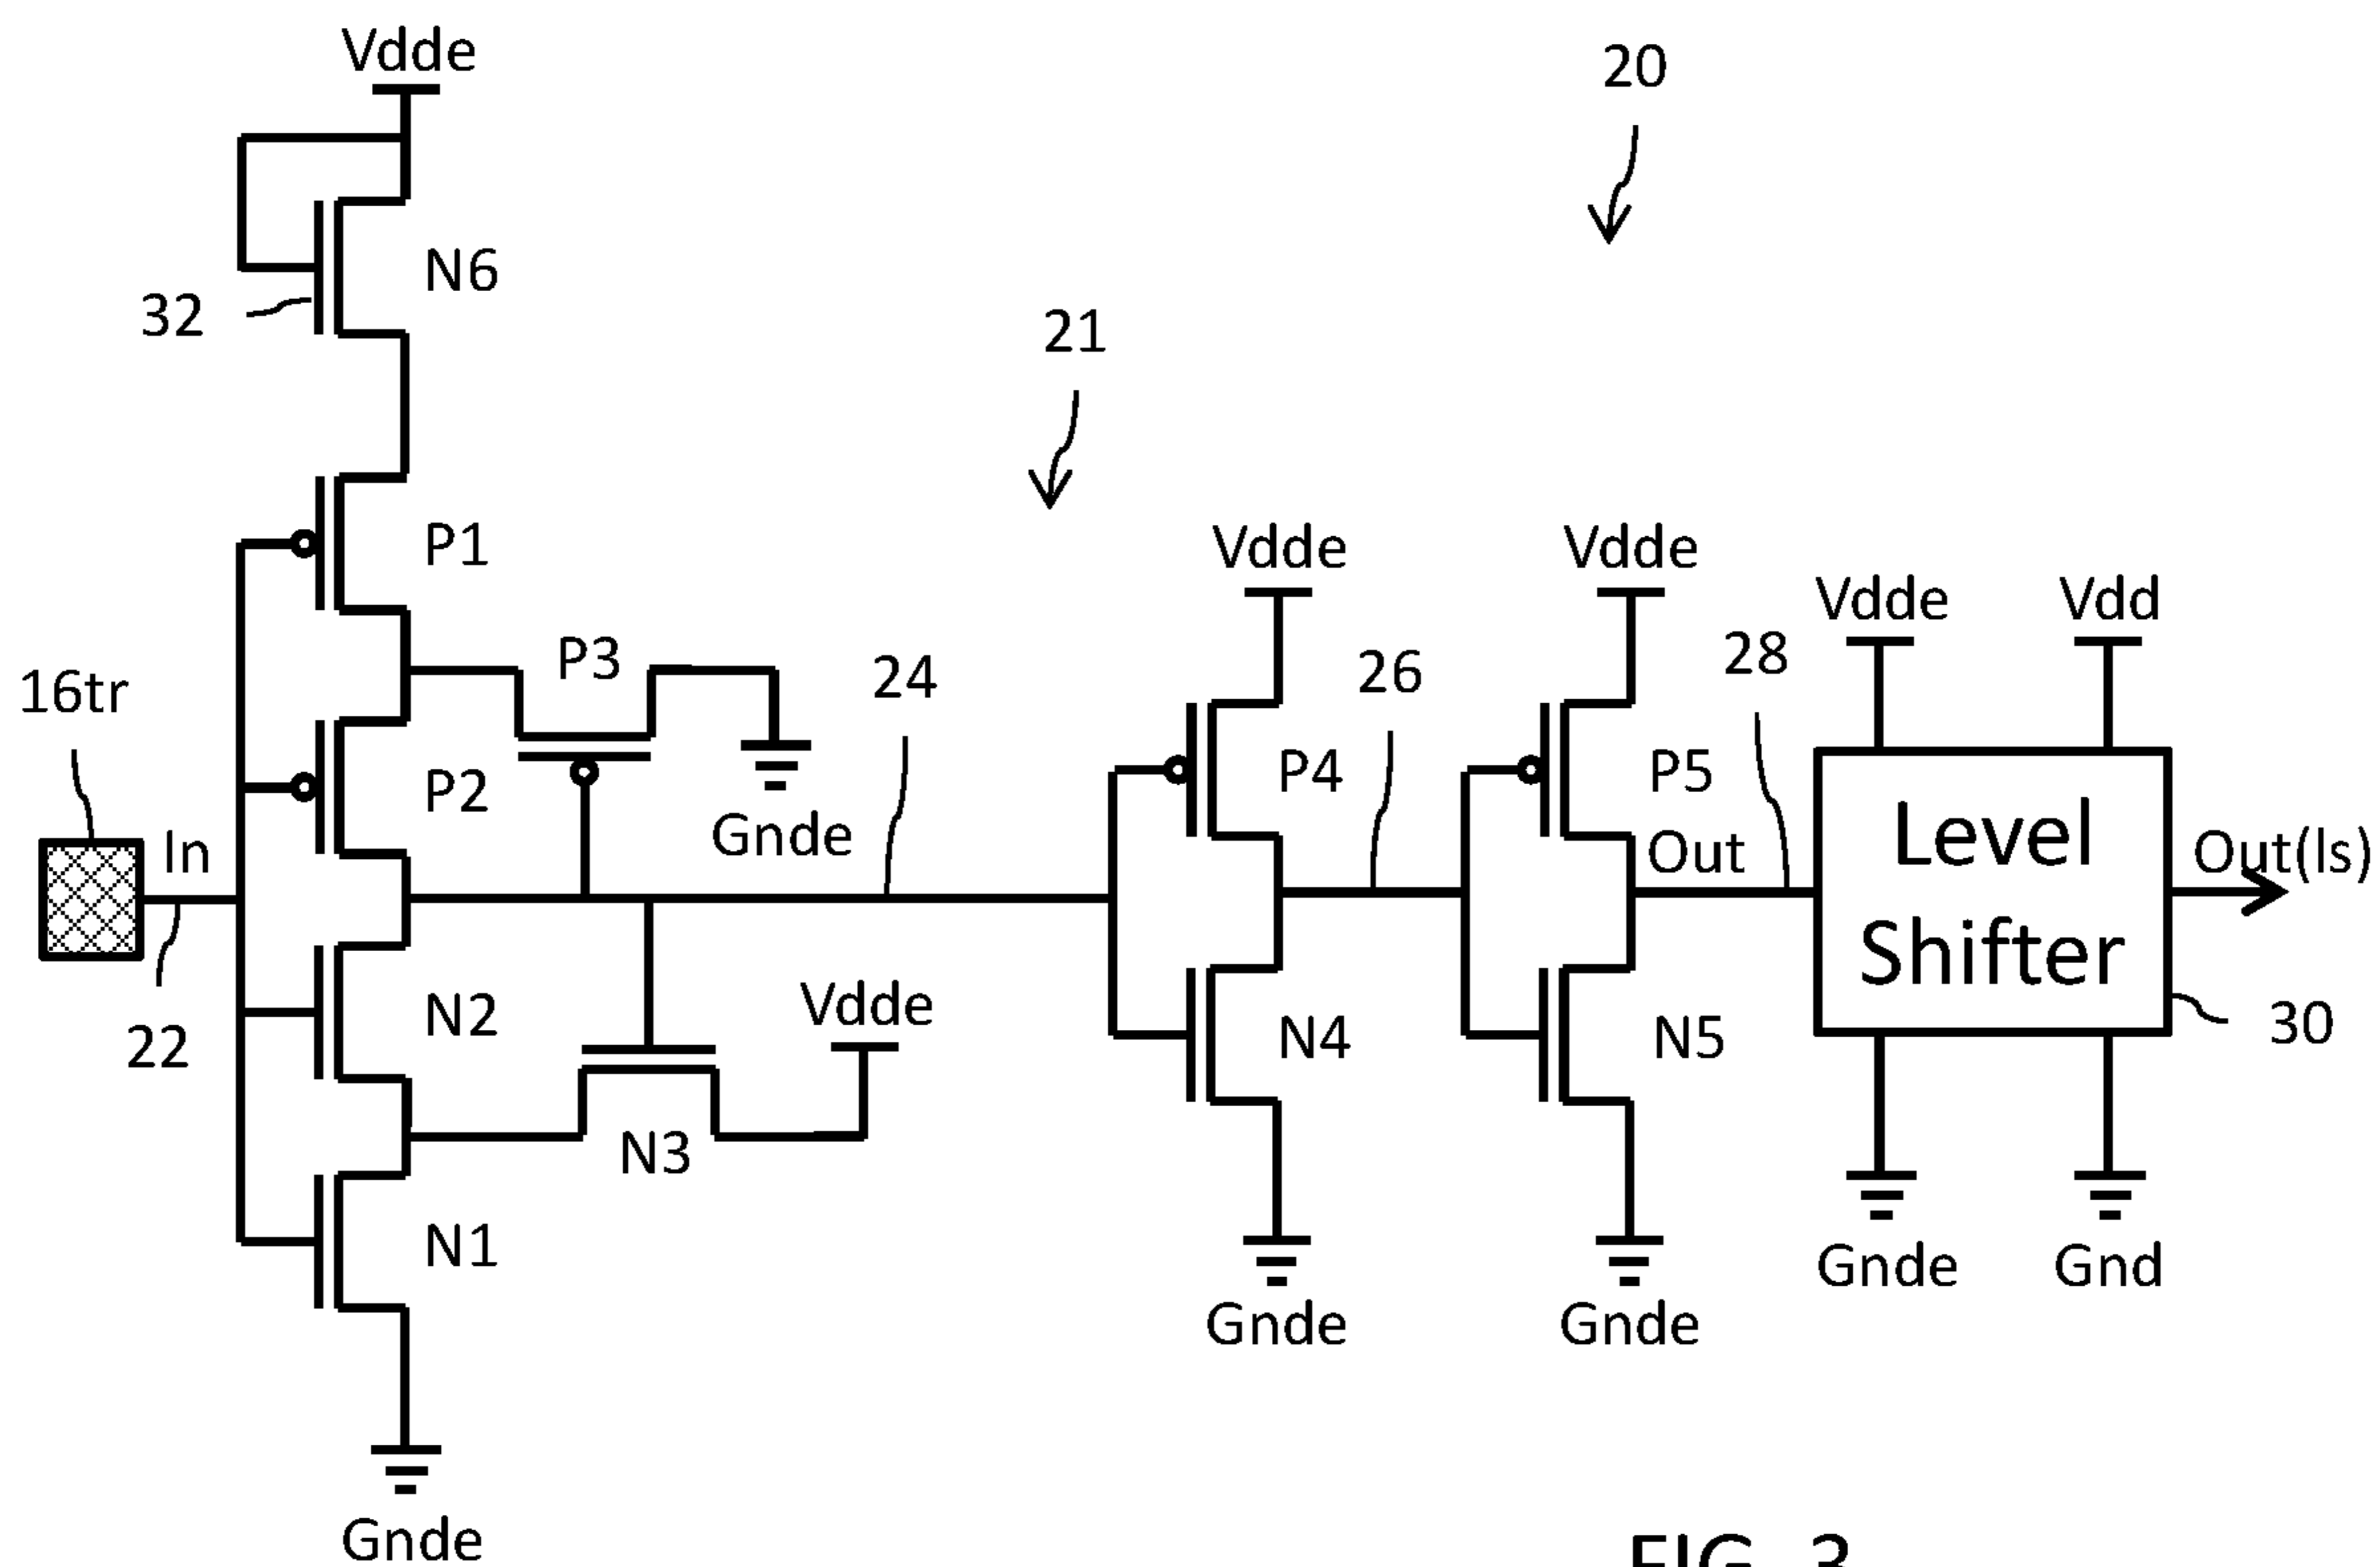 Vdde
20
N6
32
21
P1
Vdde
Vdde
Vdde
Vdd
P3
24
26
28
16tr
P2
P4
P5
In
Gnde
Out
Level
Shifter
Out(ls)
N2
Vdde
22
N4
N5
30
N3
N1
Gnde
Gnd
Gnde
Gnde
Gnde
FIG. 3